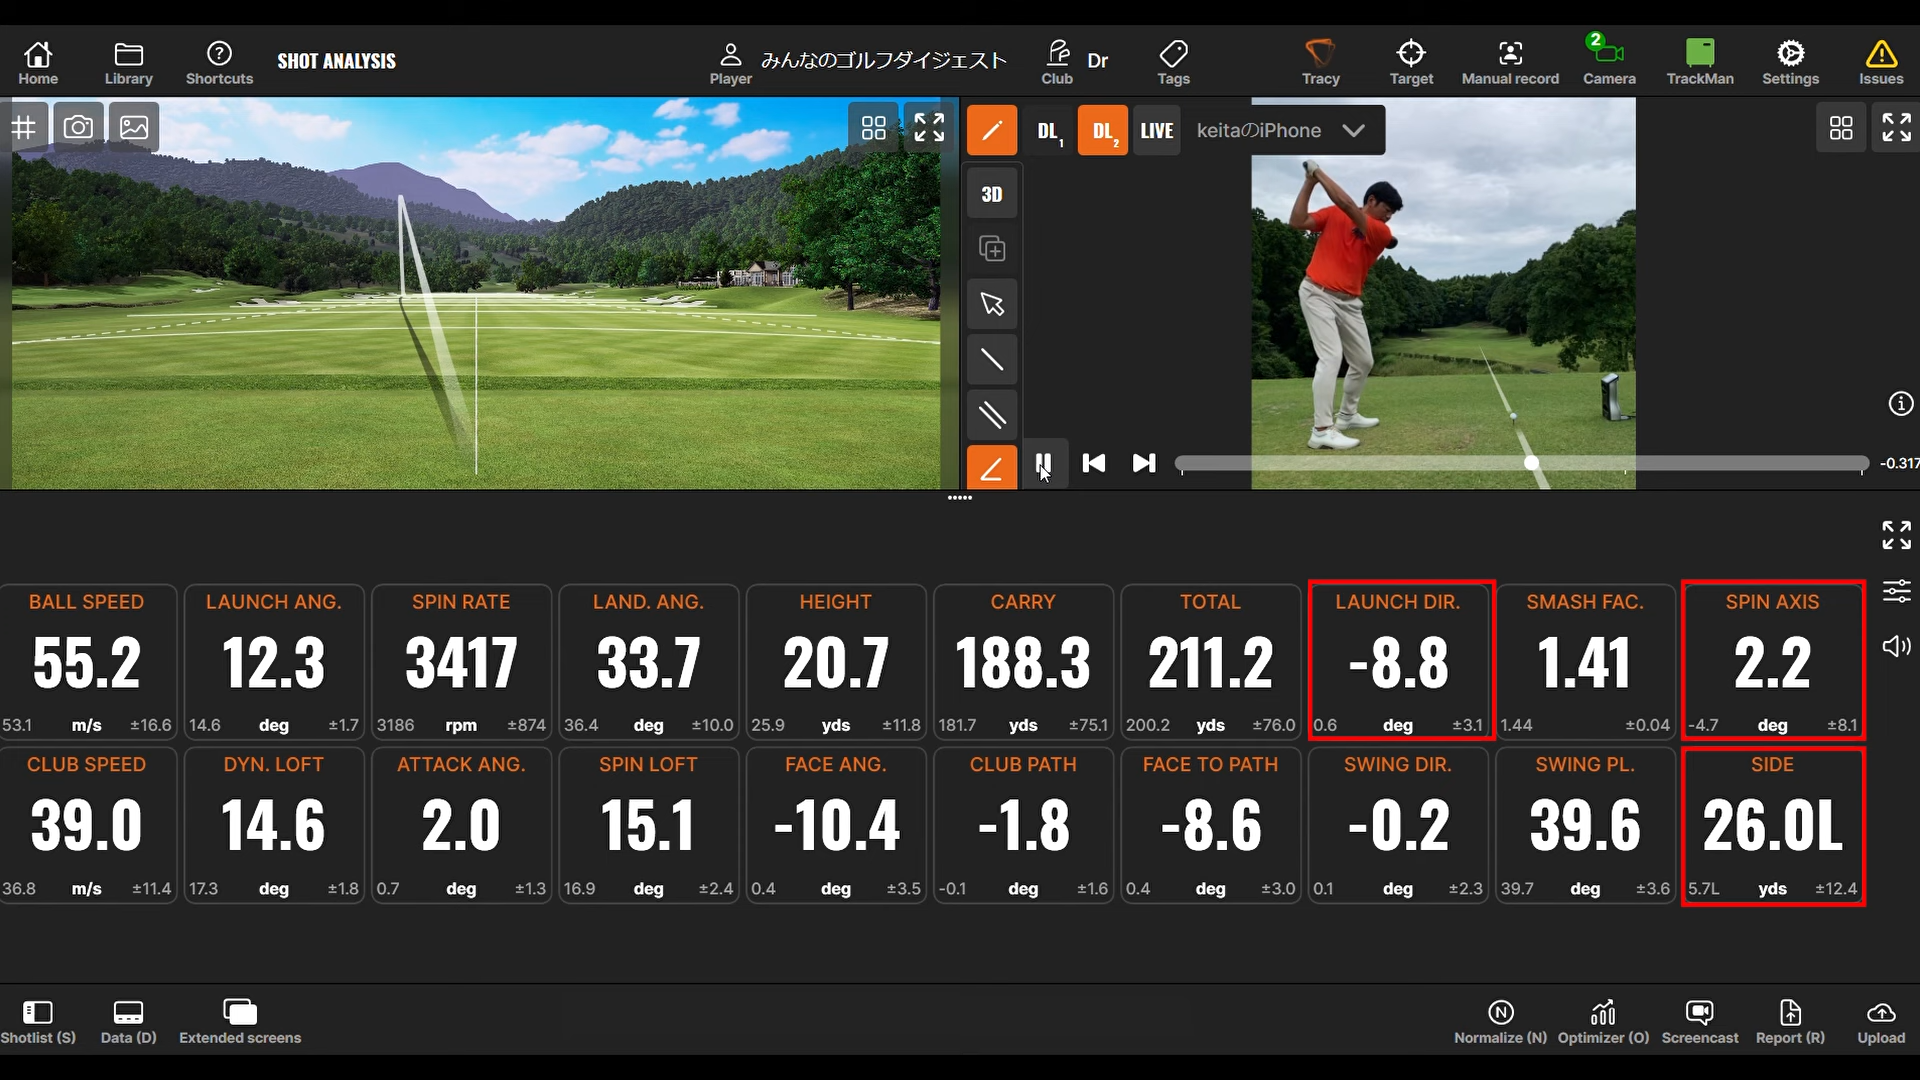 Home
Library
Shortcuts
SHOT ANALYSIS
Player
みんなのゴルフダイジェスト
Club
Dr
Tags
Tracy
Target
Manual record
2
Camera
TrackMan
Settings
Issues
DL 1
DL 2
LIVE
keitaのiPhone
3D
-0.317
BALL SPEED
55.2
53.1 m/s ±16.6
LAUNCH ANG.
12.3
14.6 deg ±1.7
SPIN RATE
3417
3186 rpm ±874
LAND. ANG.
33.7
36.4 deg ±10.0
HEIGHT
20.7
25.9 yds ±11.8
CARRY
188.3
181.7 yds ±75.1
TOTAL
211.2
200.2 yds ±76.0
LAUNCH DIR.
-8.8
0.6 deg ±3.1
SMASH FAC.
1.41
1.44 ±0.04
SPIN AXIS
2.2
-4.7 deg ±8.1
CLUB SPEED
39.0
36.8 m/s ±11.4
DYN. LOFT
14.6
17.3 deg ±1.8
ATTACK ANG.
2.0
0.7 deg ±1.3
SPIN LOFT
15.1
16.9 deg ±2.4
FACE ANG.
-10.4
0.4 deg ±3.5
CLUB PATH
-1.8
-0.1 deg ±1.6
FACE TO PATH
-8.6
0.4 deg ±3.0
SWING DIR.
-0.2
0.1 deg ±2.3
SWING PL.
39.6
39.7 deg ±3.6
SIDE
26.0L
5.7L yds ±12.4
Shotlist (S)
Data (D)
Extended screens
N
Normalize (N)
Optimizer (O)
Screencast
Report (R)
Upload